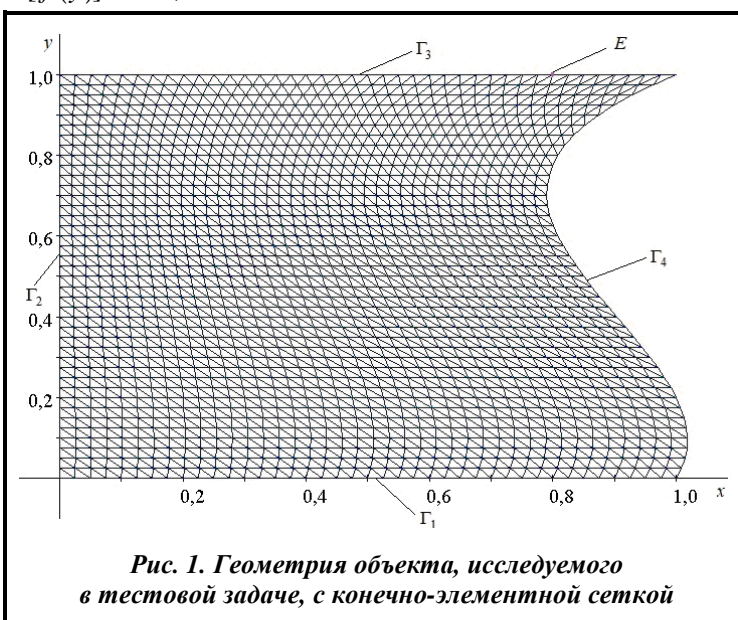 y
Γ3
E
1,0
0,8
0,6
Γ4
Γ2
0,4
0,2
0,2 0,4 0,6 0,8 1,0 x
Γ1
Рис. 1. Геометрия объекта, исследуемого
в тестовой задаче, с конечно-элементной сеткой